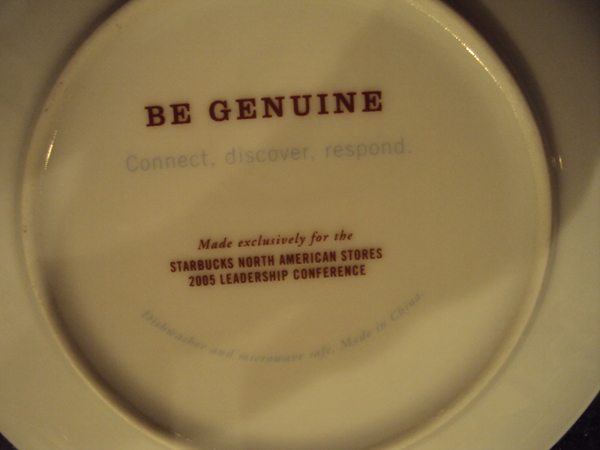 BE GENUINE
Connect, discover, respond.
Made exclusively for the
STARBUCKS NORTH AMERICAN STORES
2005 LEADERSHIP CONFERENCE
Dishwasher and microwave safe. Made in China.